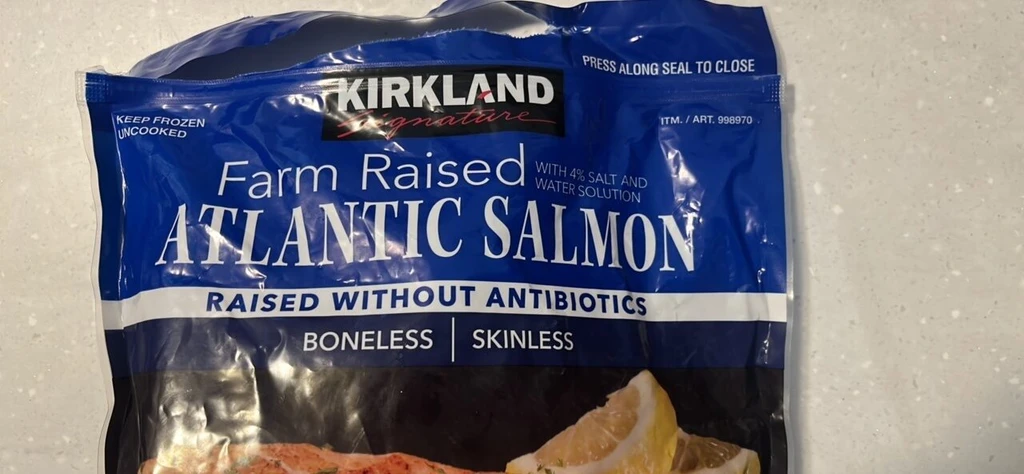 PRESS ALONG SEAL TO CLOSE
KIRKLAND
Signature
KEEP FROZEN
UNCOOKED
ITM. / ART. 998970
Farm Raised
WITH 4% SALT AND
WATER SOLUTION
ATLANTIC SALMON
RAISED WITHOUT ANTIBIOTICS
BONELESS | SKINLESS